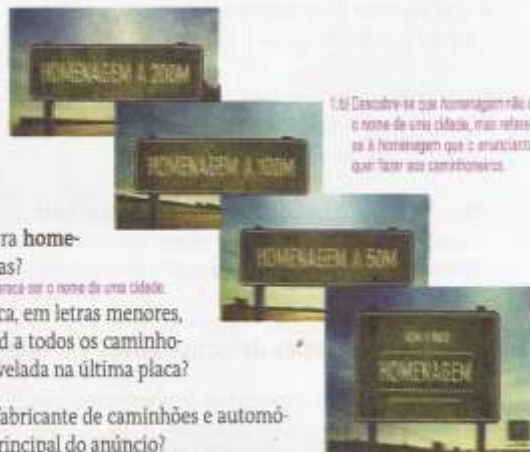 HOMENAGEM A 200M
HOMENAGEM A 100M
HOMENAGEM A 50M
HOMENAGEM
1.b) Descobre-se que homenagem não é
o nome de uma cidade, mas refere-
se à homenagem que o anunciante
quer fazer aos caminhoneiros.
ra home-
as?
parece ser o nome de uma cidade.
ca, em letras menores,
d a todos os caminho-
velada na última placa?
fabricante de caminhões e automó-
rincipal do anúncio?